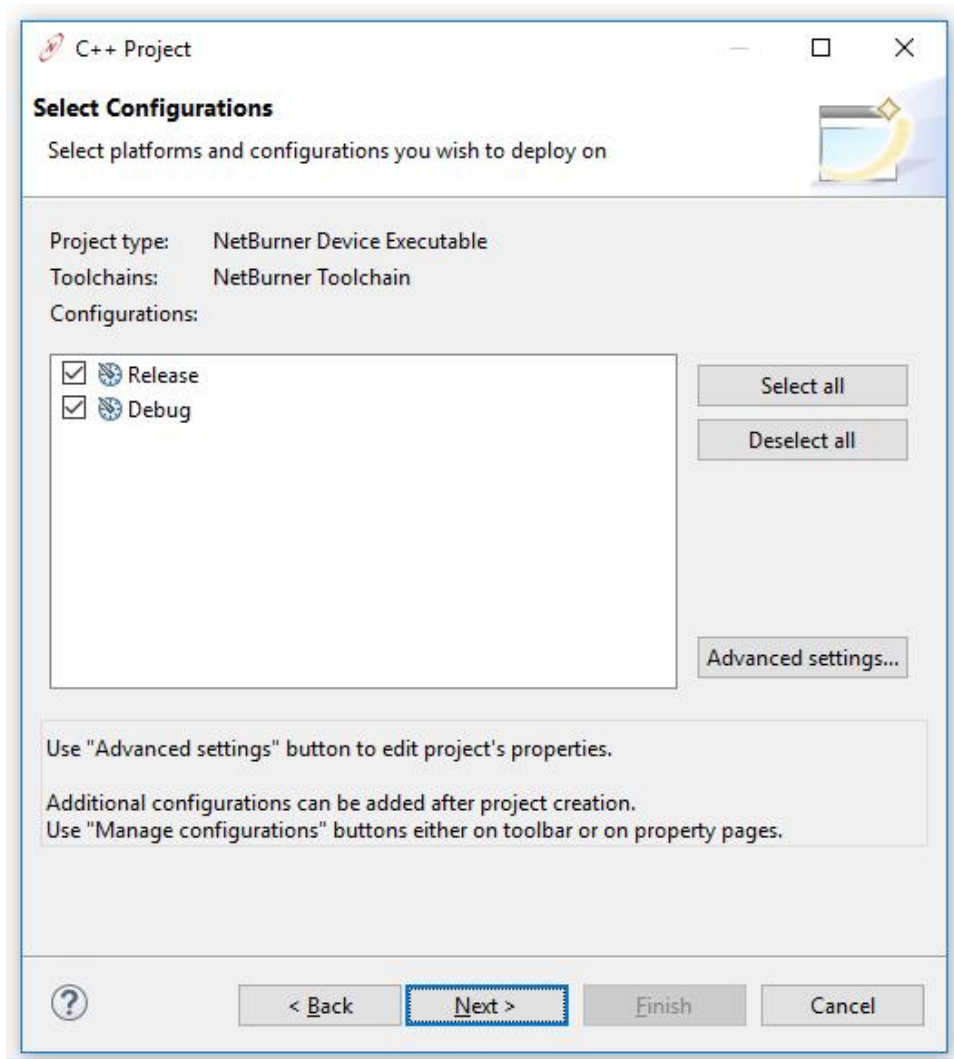 C++ Project
Select Configurations
Select platforms and configurations you wish to deploy on
Project type: NetBurner Device Executable
Toolchains: NetBurner Toolchain
Configurations:
Release
Debug
Select all
Deselect all
Advanced settings...
Use "Advanced settings" button to edit project's properties.
Additional configurations can be added after project creation.
Use "Manage configurations" buttons either on toolbar or on property pages.
? < Back Next > Finish Cancel